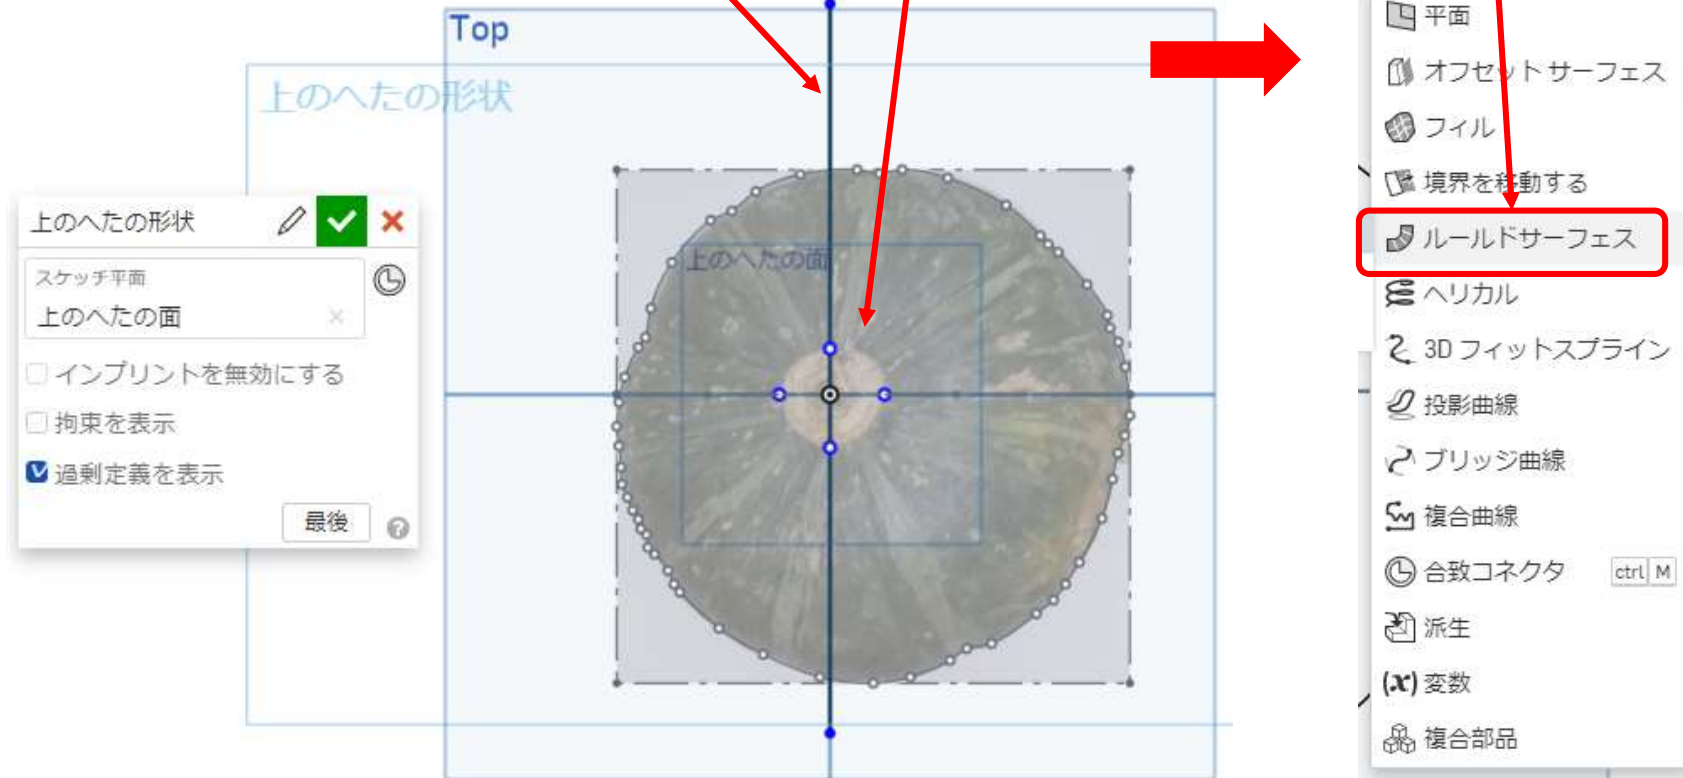 Top
上のへたの形状
上のへたの面
上のへたの形状
スケッチ平面
上のへたの面
インプリントを無効にする
拘束を表示
過剰定義を表示
最後
平面
オフセット サーフェス
フィル
境界を移動する
ルールドサーフェス
ヘリカル
3D フィットスプライン
投影曲線
ブリッジ曲線
複合曲線
合致コネクタ ctrl M
派生
(x) 変数
複合部品